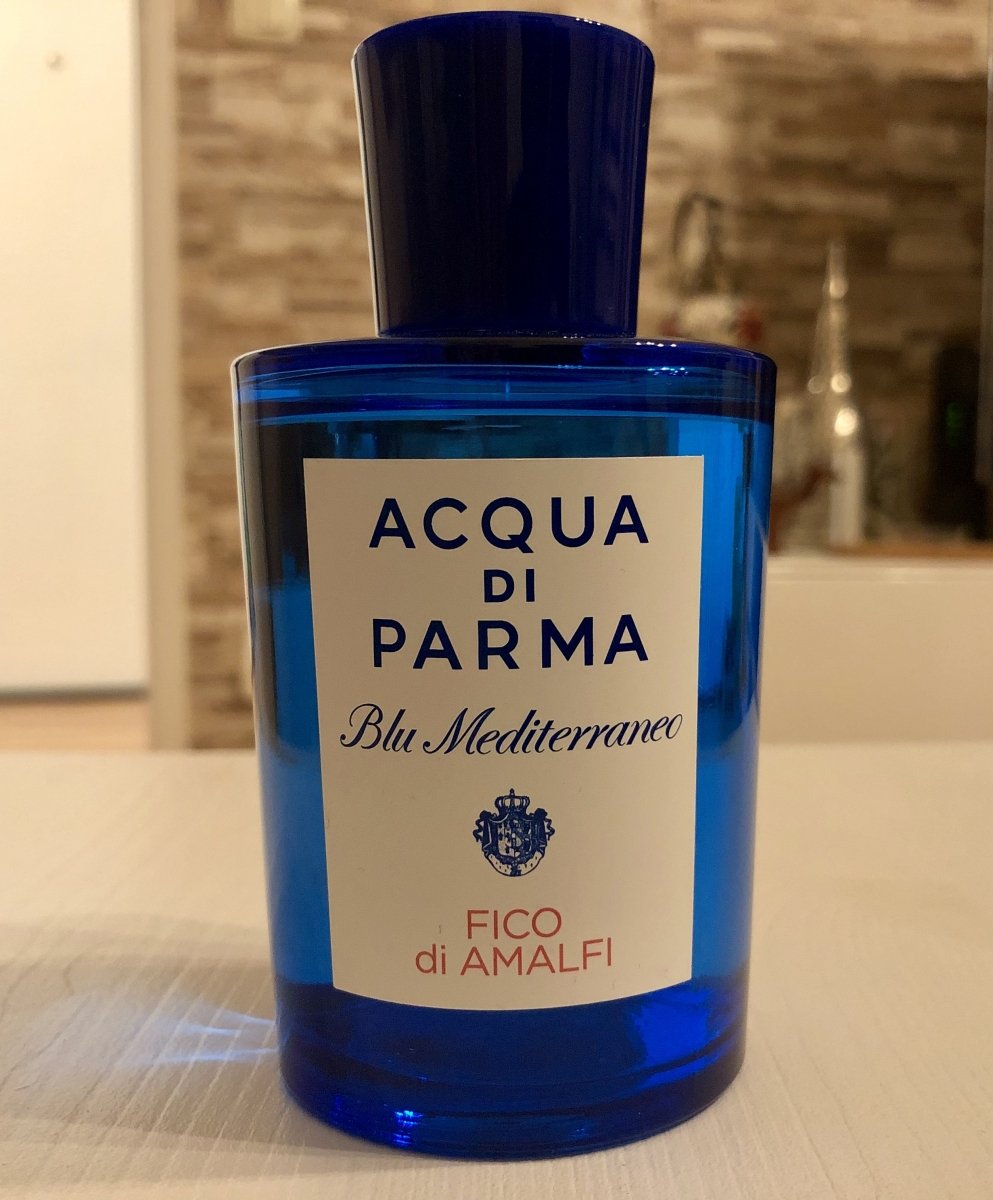 ACQUA
DI
PARMA
Blu Mediterraneo
FICO
di AMALFI